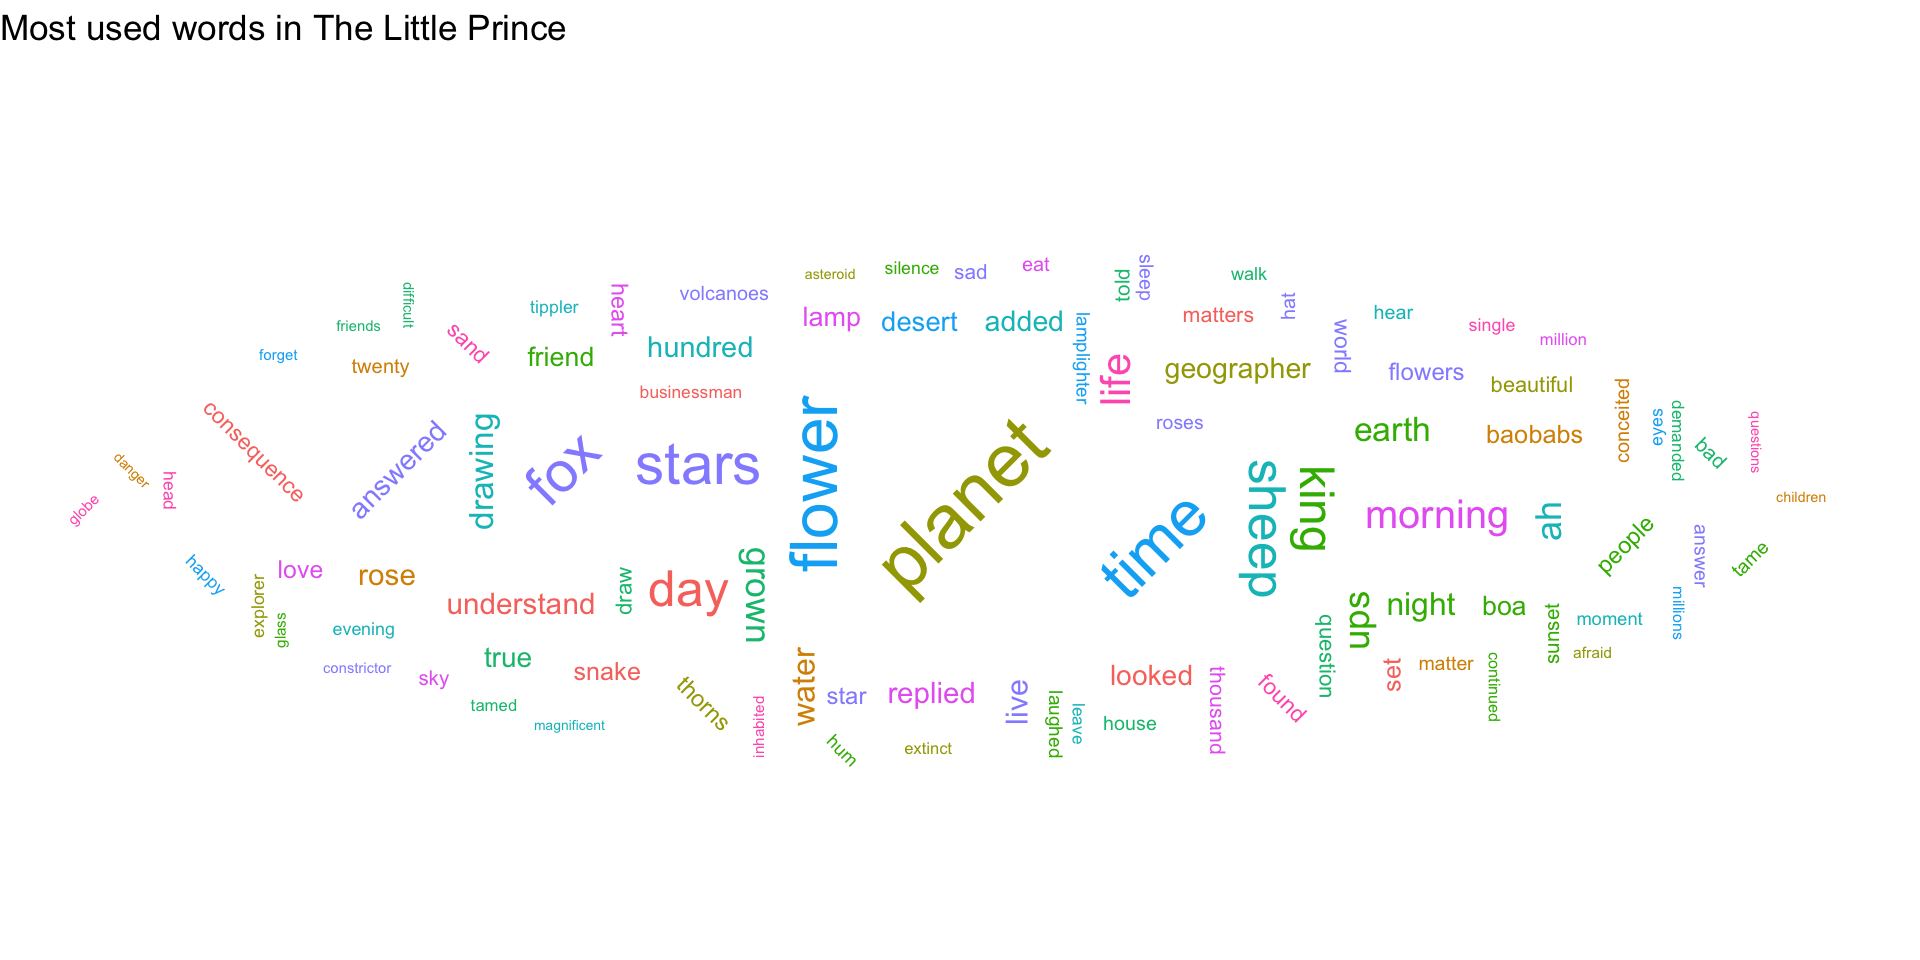 Most used words in The Little Prince
asteroid
silence
sad
eat
told
sleep
walk
difficult
friends
tippler
heart
volcanoes
lamp
desert
added
lamplighter
matters
hat
hear
single
million
forget
twenty
sand
friend
hundred
businessman
life
geographer
world
flowers
beautiful
conceited
eyes
demanded
bad
questions
consequence
answered
drawing
fox
stars
flower
planet
roses
earth
baobabs
danger
head
globe
time
sheep
king
morning
ah
people
children
answer
tame
happy
explorer
glass
love
rose
understand
draw
day
grown
ups
night
boa
sunset
moment
millions
evening
question
constrictor
sky
true
snake
thorns
water
star
replied
live
looked
thousand
found
set
matter
continued
afraid
tamed
magnificent
inhabited
hum
extinct
laughed
leave
house